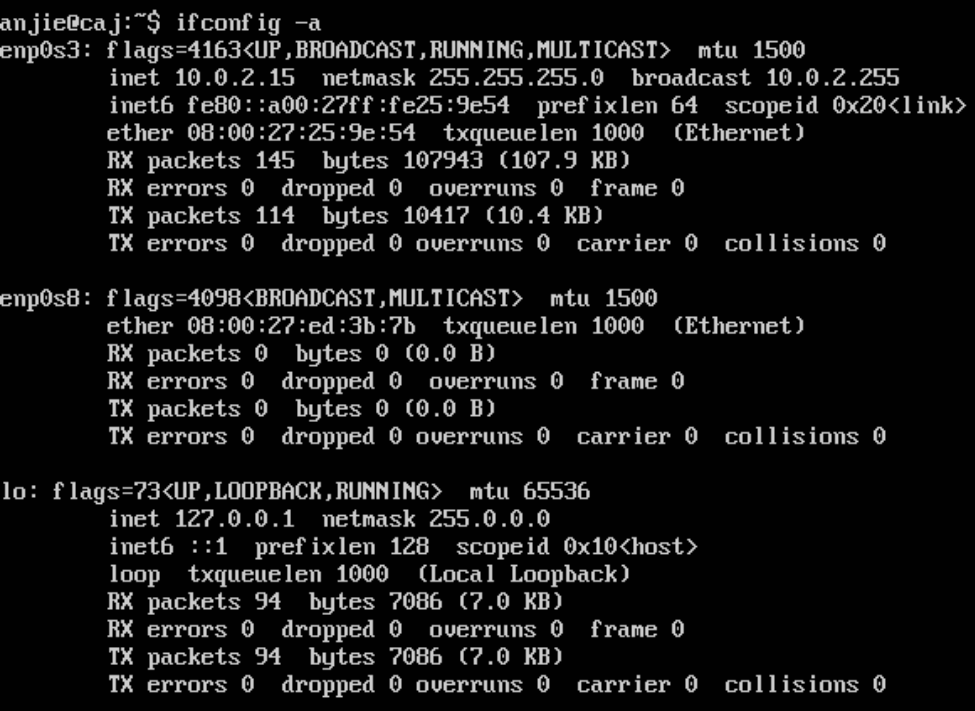 anjie@caj:~$ ifconfig -a
enp0s3: flags=4163<UP,BROADCAST,RUNNING,MULTICAST>  mtu 1500
        inet 10.0.2.15  netmask 255.255.255.0  broadcast 10.0.2.255
        inet6 fe80::a00:27ff:fe25:9e54  prefixlen 64  scopeid 0x20<link>
        ether 08:00:27:25:9e:54  txqueuelen 1000  (Ethernet)
        RX packets 145  bytes 107943 (107.9 KB)
        RX errors 0  dropped 0  overruns 0  frame 0
        TX packets 114  bytes 10417 (10.4 KB)
        TX errors 0  dropped 0 overruns 0  carrier 0  collisions 0

enp0s8: flags=4098<BROADCAST,MULTICAST>  mtu 1500
        ether 08:00:27:ed:3b:7b  txqueuelen 1000  (Ethernet)
        RX packets 0  bytes 0 (0.0 B)
        RX errors 0  dropped 0  overruns 0  frame 0
        TX packets 0  bytes 0 (0.0 B)
        TX errors 0  dropped 0 overruns 0  carrier 0  collisions 0

lo: flags=73<UP,LOOPBACK,RUNNING>  mtu 65536
        inet 127.0.0.1  netmask 255.0.0.0
        inet6 ::1  prefixlen 128  scopeid 0x10<host>
        loop  txqueuelen 1000  (Local Loopback)
        RX packets 94  bytes 7086 (7.0 KB)
        RX errors 0  dropped 0  overruns 0  frame 0
        TX packets 94  bytes 7086 (7.0 KB)
        TX errors 0  dropped 0 overruns 0  carrier 0  collisions 0